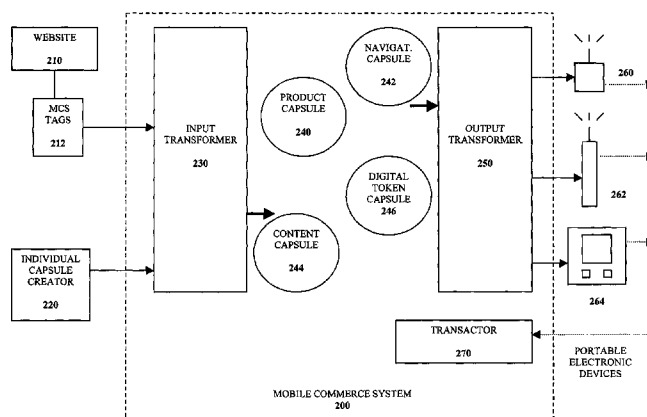 WEBSITE
210
MCS
TAGS
212
INDIVIDUAL
CAPSULE
CREATOR
220
INPUT
TRANSFORMER
230
PRODUCT
CAPSULE
240
CONTENT
CAPSULE
244
NAVIGAT.
CAPSULE
242
DIGITAL
TOKEN
CAPSULE
246
OUTPUT
TRANSFORMER
250
260
262
264
TRANSACTOR
270
PORTABLE
ELECTRONIC
DEVICES
MOBILE COMMERCE SYSTEM
200